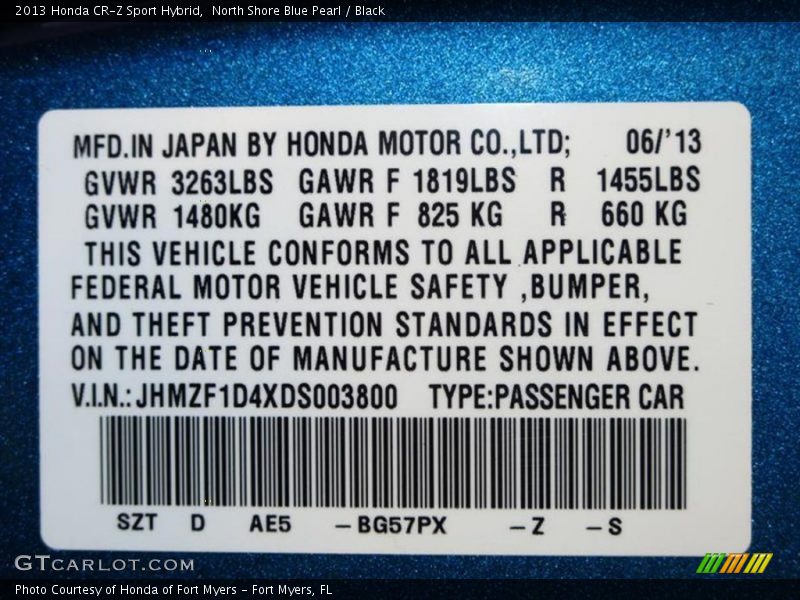 2013 Honda CR-Z Sport Hybrid,  North Shore Blue Pearl / Black
MFD.IN JAPAN BY HONDA MOTOR CO.,LTD; 06/'13
GVWR 3263LBS GAWR F 1819LBS R 1455LBS
GVWR 1480KG GAWR F 825 KG R 660 KG
THIS VEHICLE CONFORMS TO ALL APPLICABLE
FEDERAL MOTOR VEHICLE SAFETY ,BUMPER,
AND THEFT PREVENTION STANDARDS IN EFFECT
ON THE DATE OF MANUFACTURE SHOWN ABOVE.
V.I.N.: JHMZF1D4XDS003800 TYPE:PASSENGER CAR
SZT D AE5 -BG57PX -Z -S
GTCARLOT.COM
Photo Courtesy of Honda of Fort Myers - Fort Myers, FL